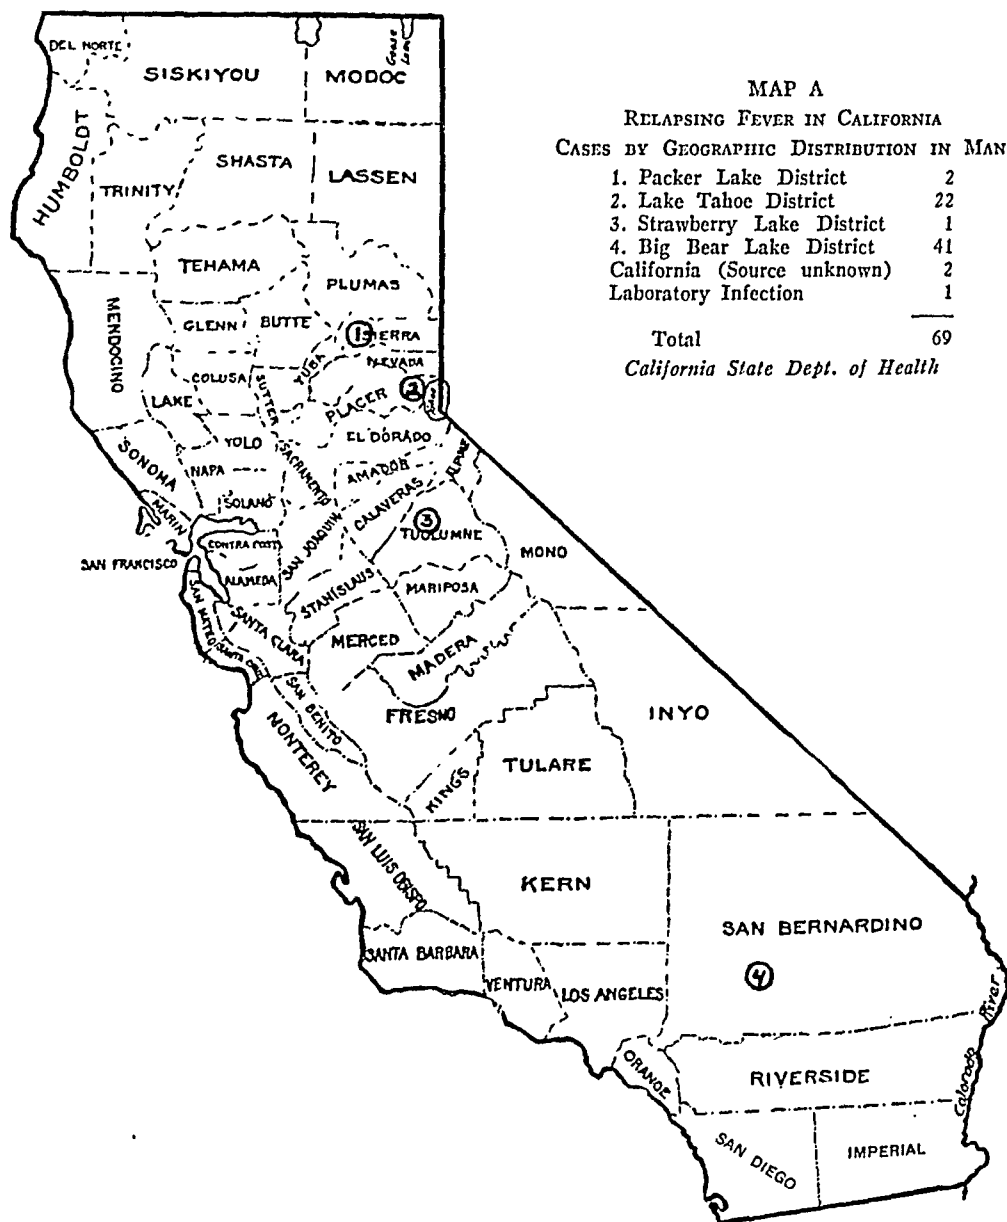 MAP A
RELAPSING FEVER IN CALIFORNIA
CASES BY GEOGRAPHIC DISTRIBUTION IN MAN
1. Packer Lake District 2
2. Lake Tahoe District 22
3. Strawberry Lake District 1
4. Big Bear Lake District 41
California (Source unknown) 2
Laboratory Infection 1
Total 69
California State Dept. of Health
DEL NORTE
SISKIYOU
MODOC
Goose
Lake
HUMBOLDT
TRINITY
SHASTA
LASSEN
TEHAMA
PLUMAS
MENDOCINO
GLENN
BUTTE
1
SIERRA
NEVADA
YUBA
COLUSA
SUTTER
LAKE
PLACER
2
YOLO
EL DORADO
SONOMA
NAPA
SACRAMENTO
AMADOR
ALPINE
SOLANO
CALAVERAS
MARIN
3
TUOLUMNE
SAN JOAQUIN
CONTRA COSTA
MONO
SAN FRANCISCO
ALAMEDA
STANISLAUS
MARIPOSA
SAN MATEO
SANTA CLARA
MERCED
MADERA
SANTA CRUZ
SAN BENITO
FRESNO
INYO
MONTEREY
KINGS
TULARE
SAN LUIS OBISPO
KERN
SAN BERNARDINO
SANTA BARBARA
VENTURA
LOS ANGELES
4
ORANGE
RIVERSIDE
Colorado River
SAN DIEGO
IMPERIAL